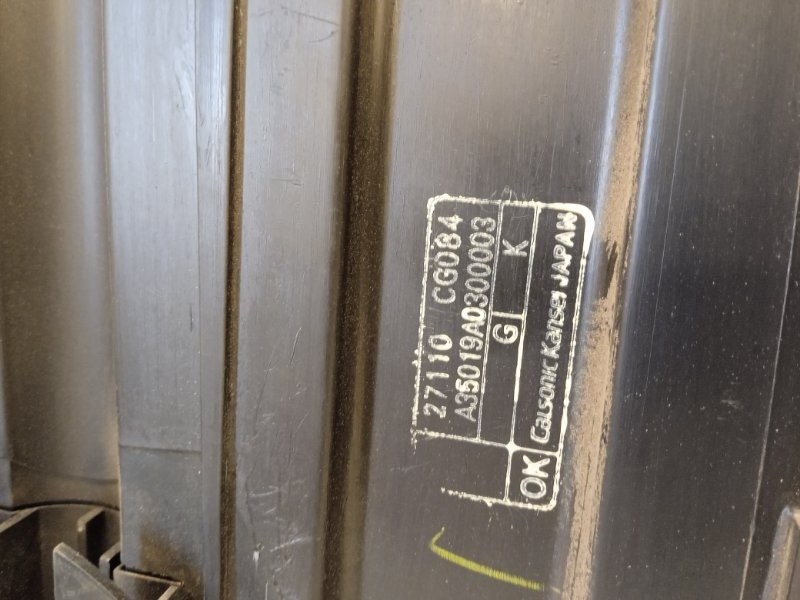 27110 CG084
A35019A0300003
G K
OK Calsonic Kansei JAPAN